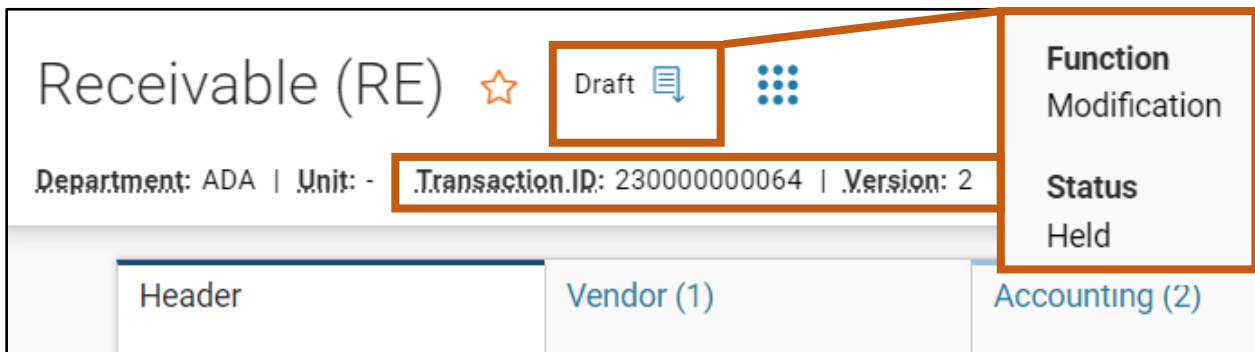 Receivable (RE) Draft
Function
Modification
Department: ADA | Unit: - Transaction ID: 230000000064 | Version: 2
Status
Held
Header Vendor (1) Accounting (2)